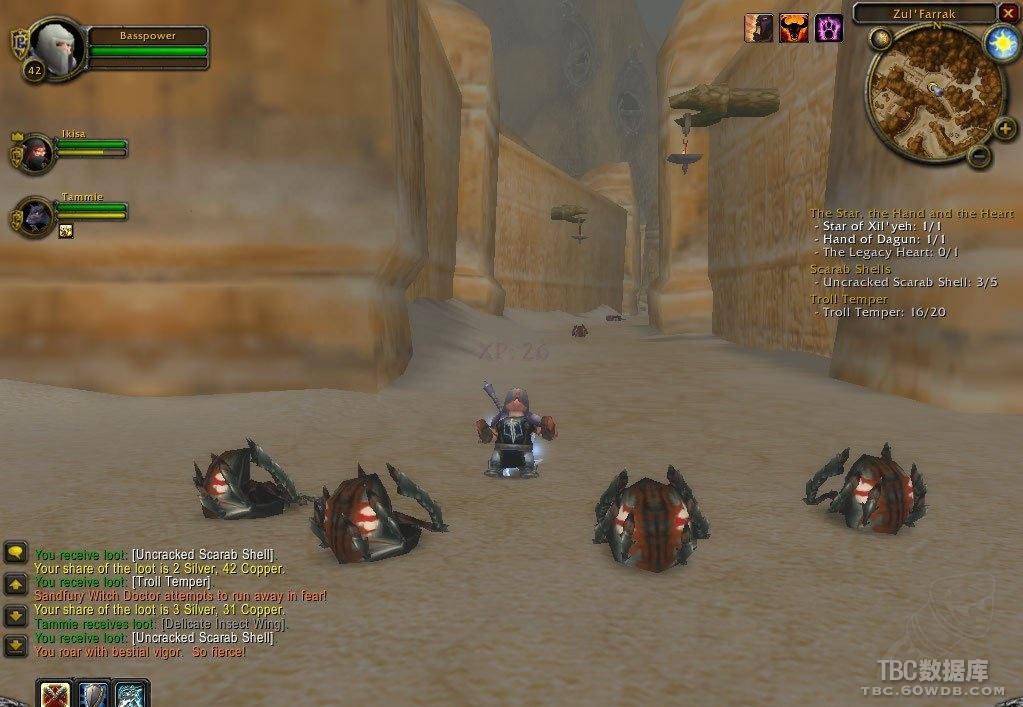 Basspower
42
Ikisa
Tammie
Zul'Farrak
N
The Star, the Hand and the Heart
- Star of Xil'yeh: 1/1
- Hand of Dagun: 1/1
- The Legacy Heart: 0/1
Scarab Shells
- Uncracked Scarab Shell: 3/5
Troll Temper
- Troll Temper: 16/20
XP: 26
You receive loot: [Uncracked Scarab Shell].
Your share of the loot is 2 Silver, 42 Copper.
You receive loot: [Troll Temper].
Sandfury Witch Doctor attempts to run away in fear!
Your share of the loot is 3 Silver, 31 Copper.
Tammie receives loot: [Delicate Insect Wing].
You receive loot: [Uncracked Scarab Shell].
You roar with bestial vigor. So fierce!
TBC数据库
TBC.60WDB.COM